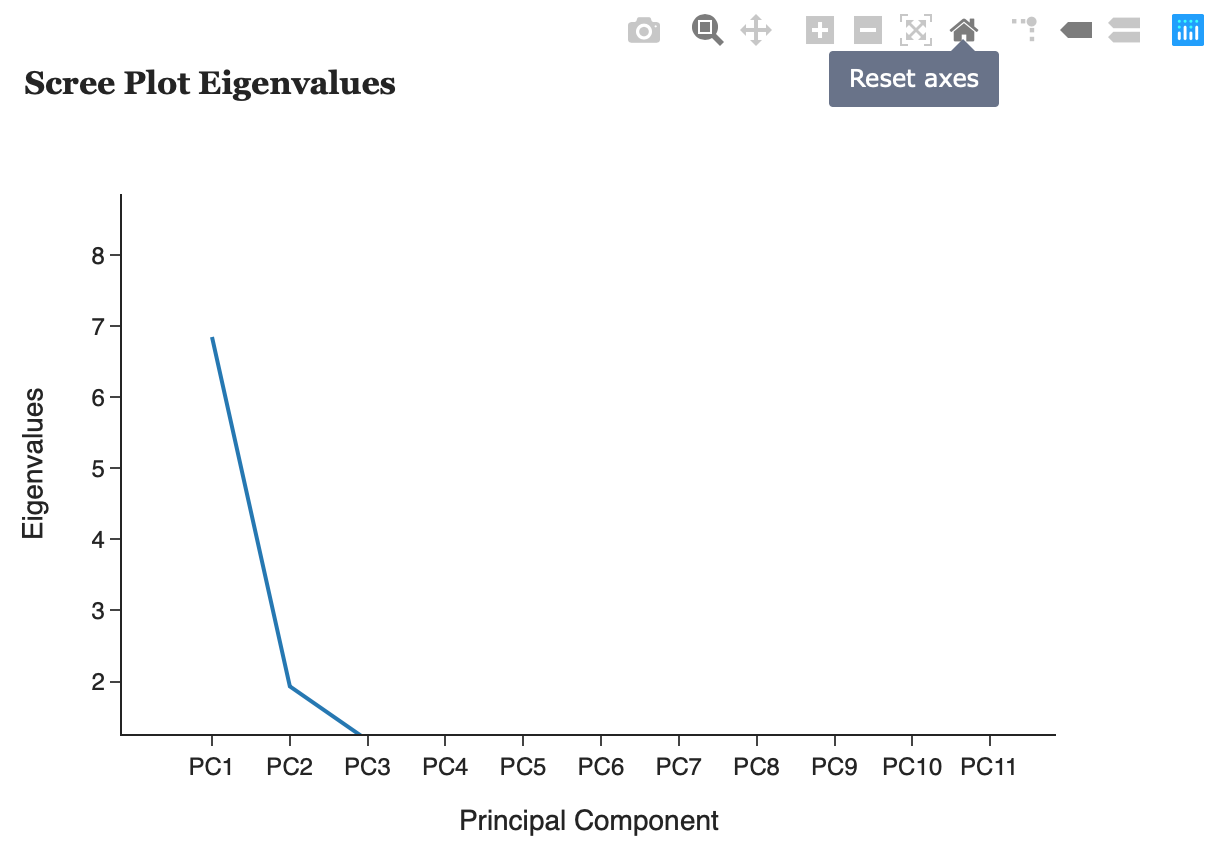 Reset axes
Scree Plot Eigenvalues
8
7
6
5
4
3
2
Eigenvalues
PC1 PC2 PC3 PC4 PC5 PC6 PC7 PC8 PC9 PC10 PC11
Principal Component